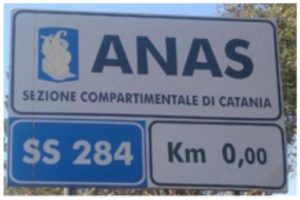 ANAS
SEZIONE COMPARTIMENTALE DI CATANIA
SS 284 Km 0,00